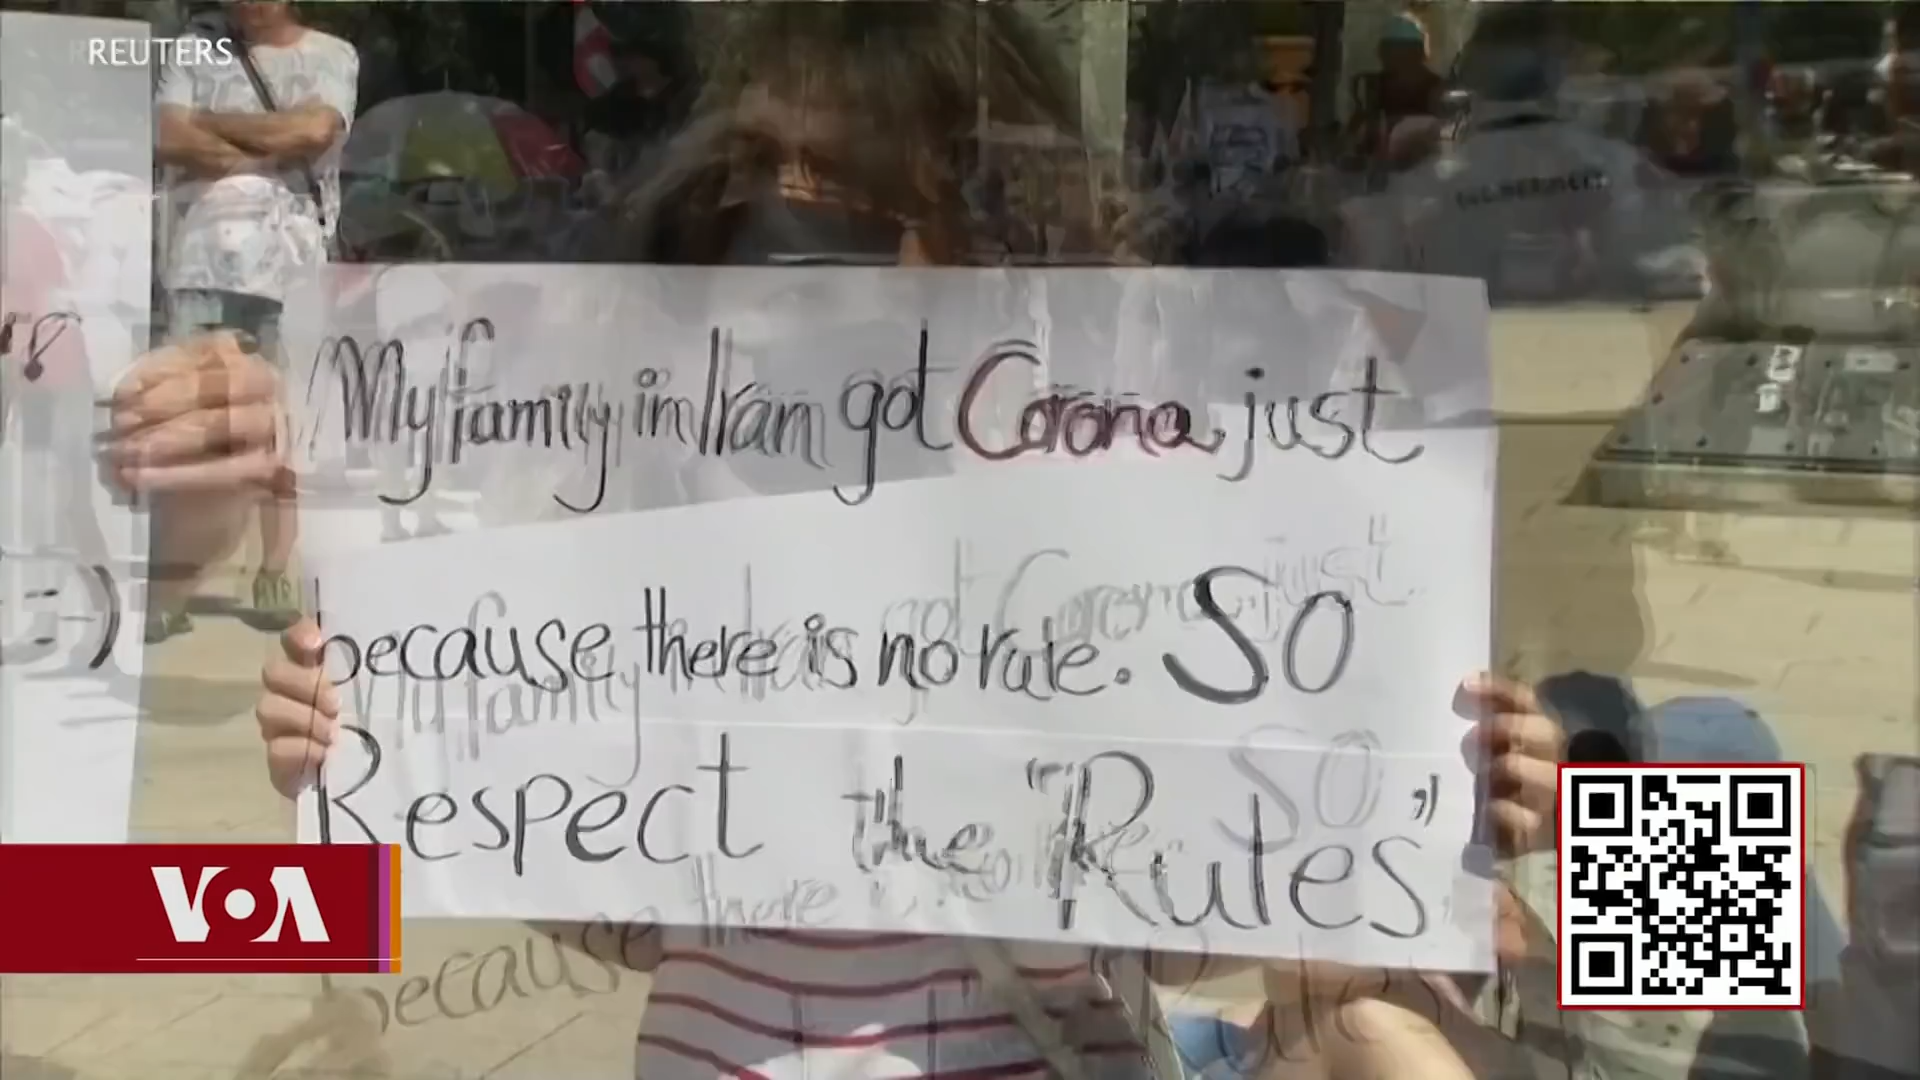 REUTERS
My family in Iran got Corona just
because there is no rule. SO
Respect the "Rules"
VOA